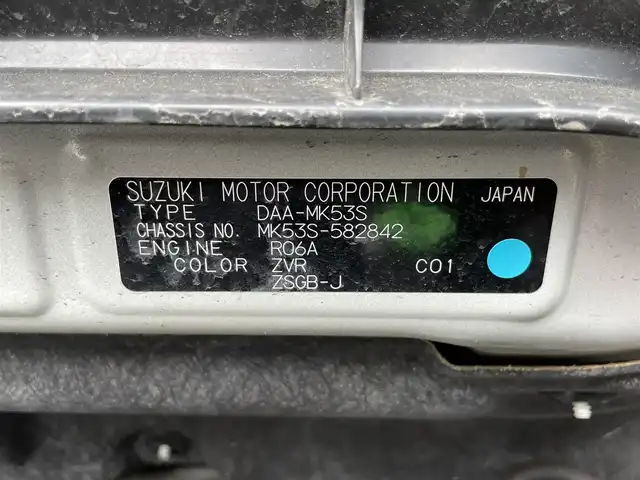 SUZUKI MOTOR CORPORATION JAPAN
TYPE DAA-MK53S
CHASSIS NO. MK53S-582842
ENGINE R06A
COLOR ZVR C01
ZSGB-J